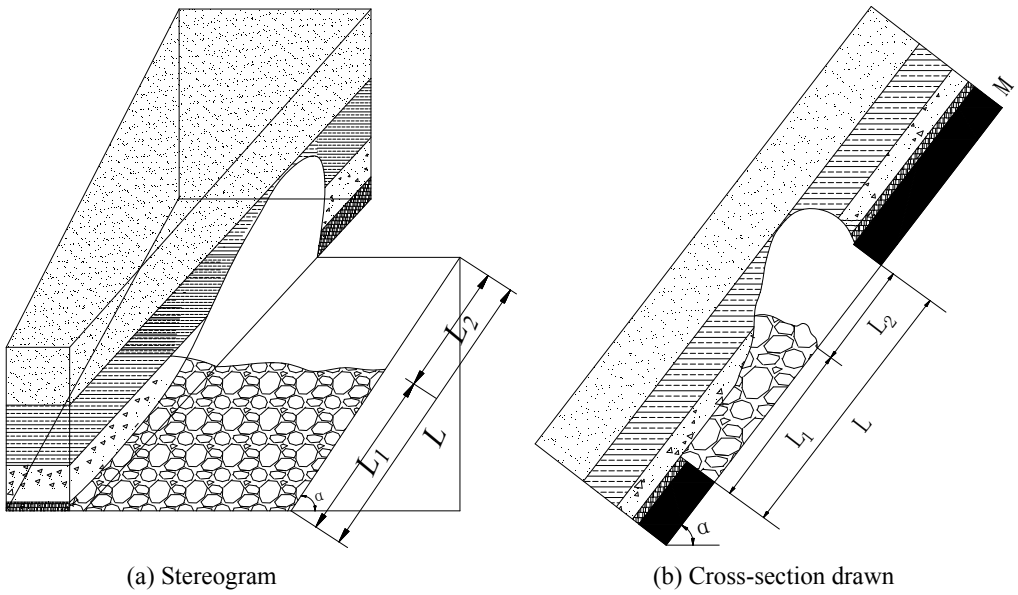 L₂
L₁
L
α
M
L₂
L₁
L
α
(a) Stereogram
(b) Cross-section drawn